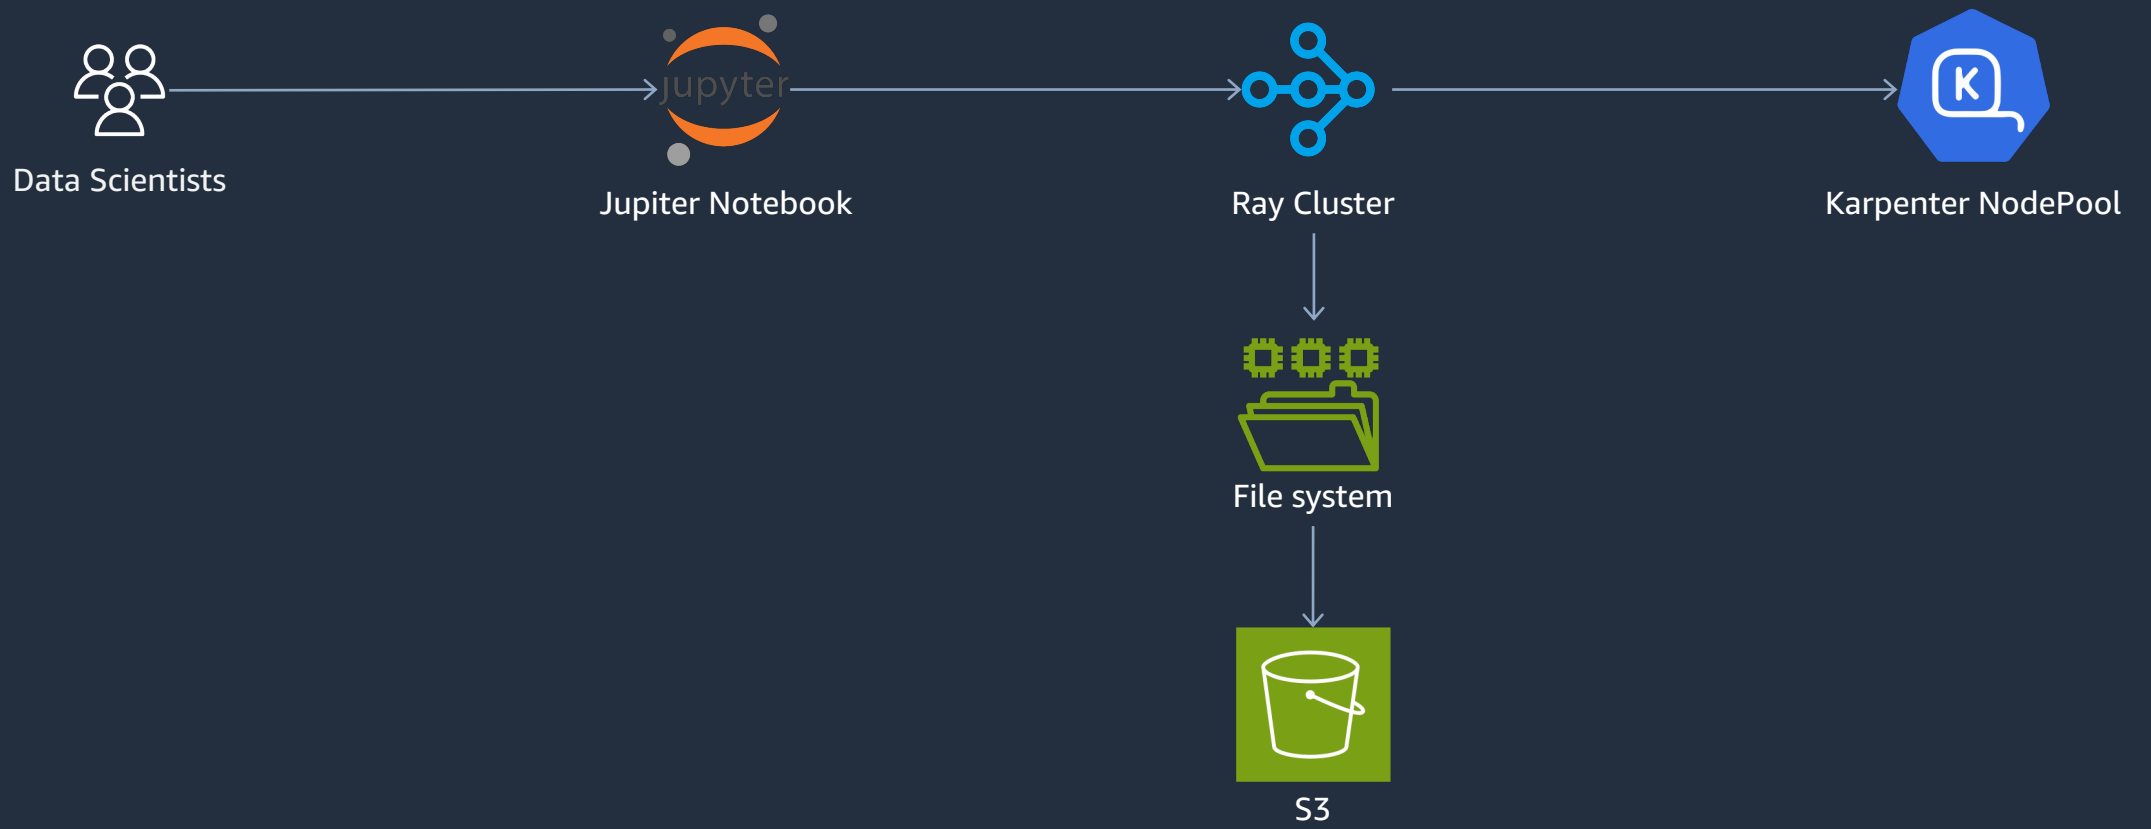 jupyter
K
Data Scientists
Jupiter Notebook
Ray Cluster
Karpenter NodePool
File system
S3